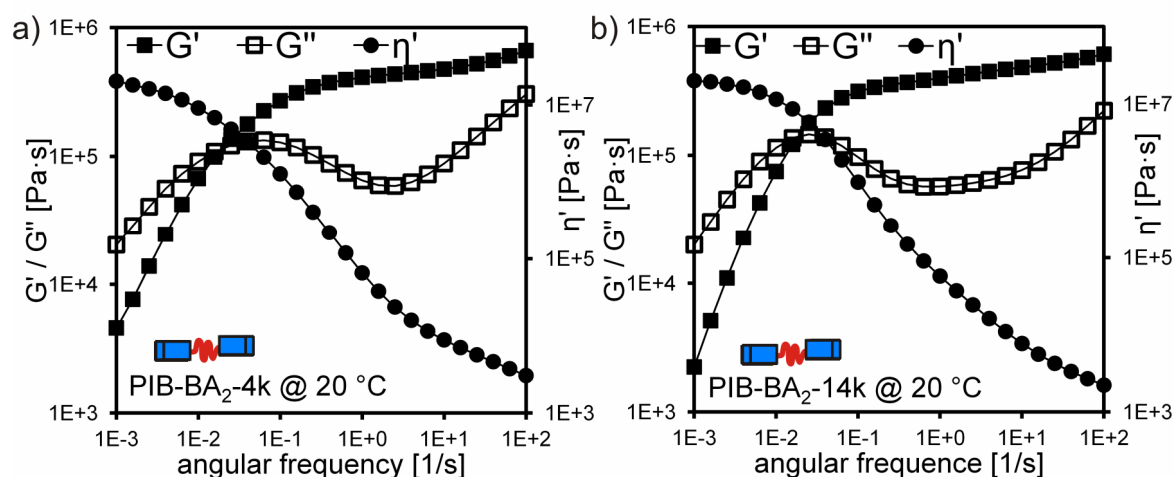 a)
1E+6
G' G" η'
1E+5
1E+4
1E+3
G' / G" [Pa·s]
1E+7
1E+5
1E+3
η' [Pa·s]
PIB-BA₂-4k @ 20 °C
1E-3 1E-2 1E-1 1E+0 1E+1 1E+2
angular frequency [1/s]
b)
1E+6
G' G" η'
1E+5
1E+4
1E+3
G' / G" [Pa·s]
1E+7
1E+5
1E+3
η' [Pa·s]
PIB-BA₂-14k @ 20 °C
1E-3 1E-2 1E-1 1E+0 1E+1 1E+2
angular frequence [1/s]